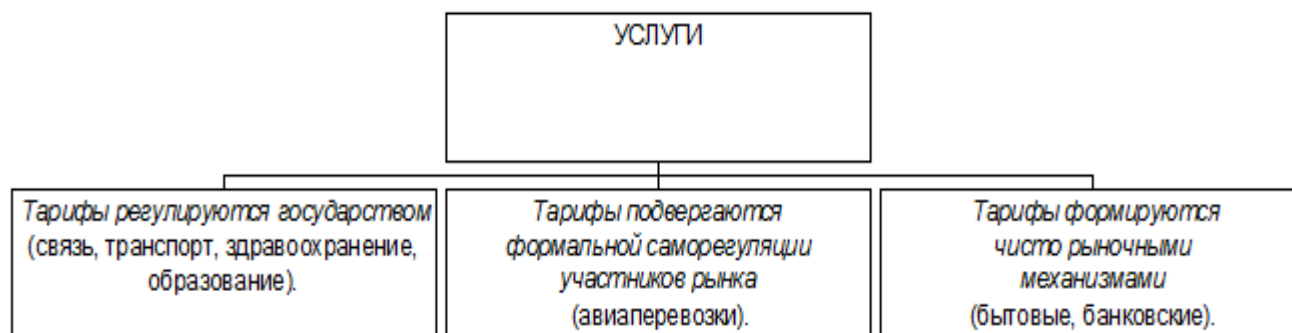 УСЛУГИ
Тарифы регулируются государством
(связь, транспорт, здравоохранение,
образование).
Тарифы подвергаются
формальной саморегуляции
участников рынка
(авиаперевозки).
Тарифы формируются
чисто рыночными
механизмами
(бытовые, банковские).